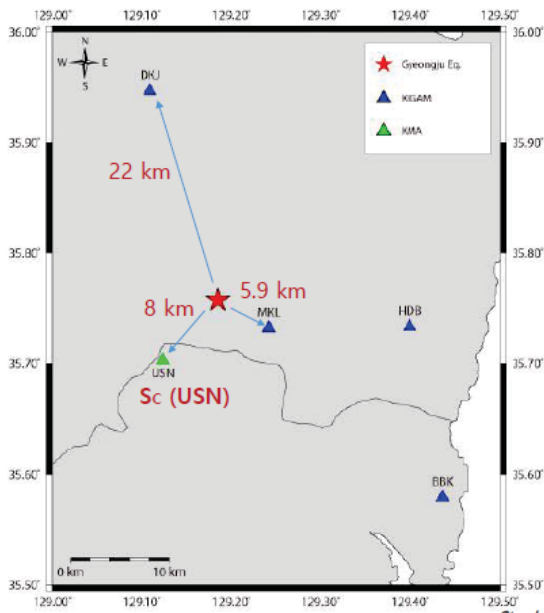 129.00° 129.10° 129.20° 129.30° 129.40° 129.50°
36.00° 36.00°
N
W E
S
DKJ
Gyeongju Eq.
KIGAM
KMA
35.90° 35.90°
22 km
35.80° 35.80°
5.9 km
8 km
MKL
HDB
35.70° 35.70°
USN
Sc (USN)
35.60° 35.60°
BBK
0 km 10 km
35.50° 35.50°
129.00° 129.10° 129.20° 129.30° 129.40° 129.50°